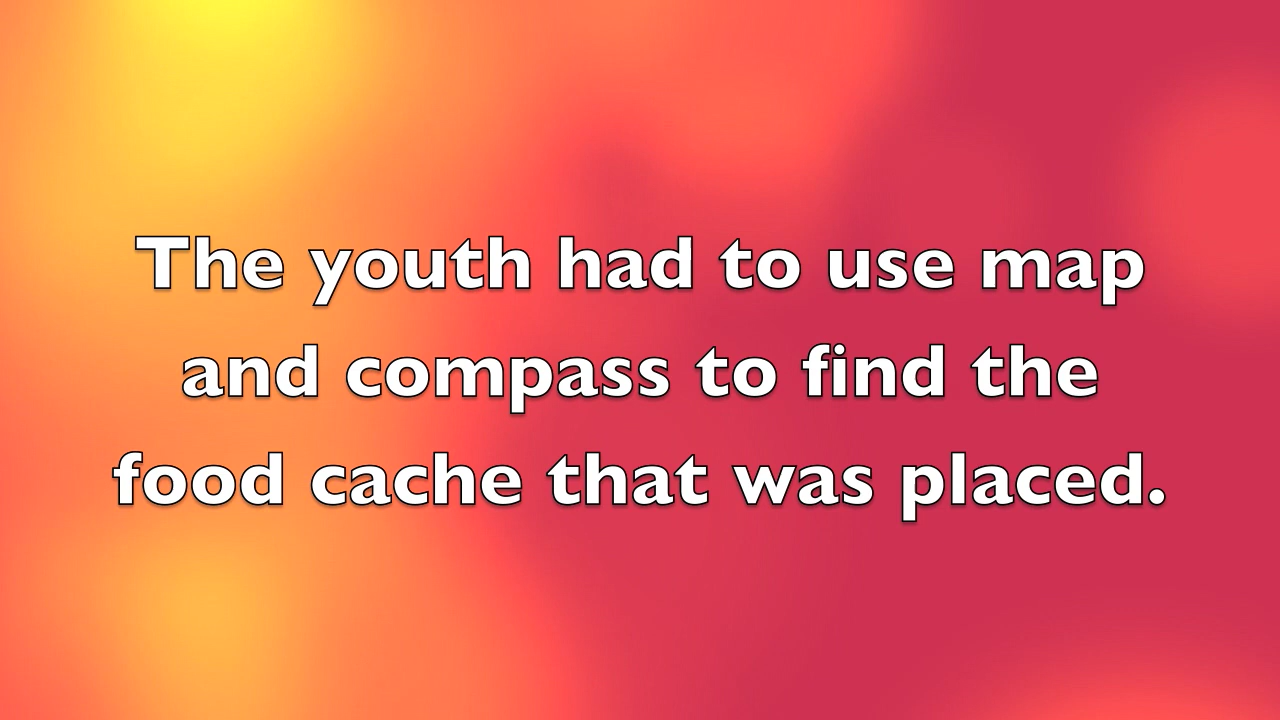 The youth had to use map
and compass to find the
food cache that was placed.